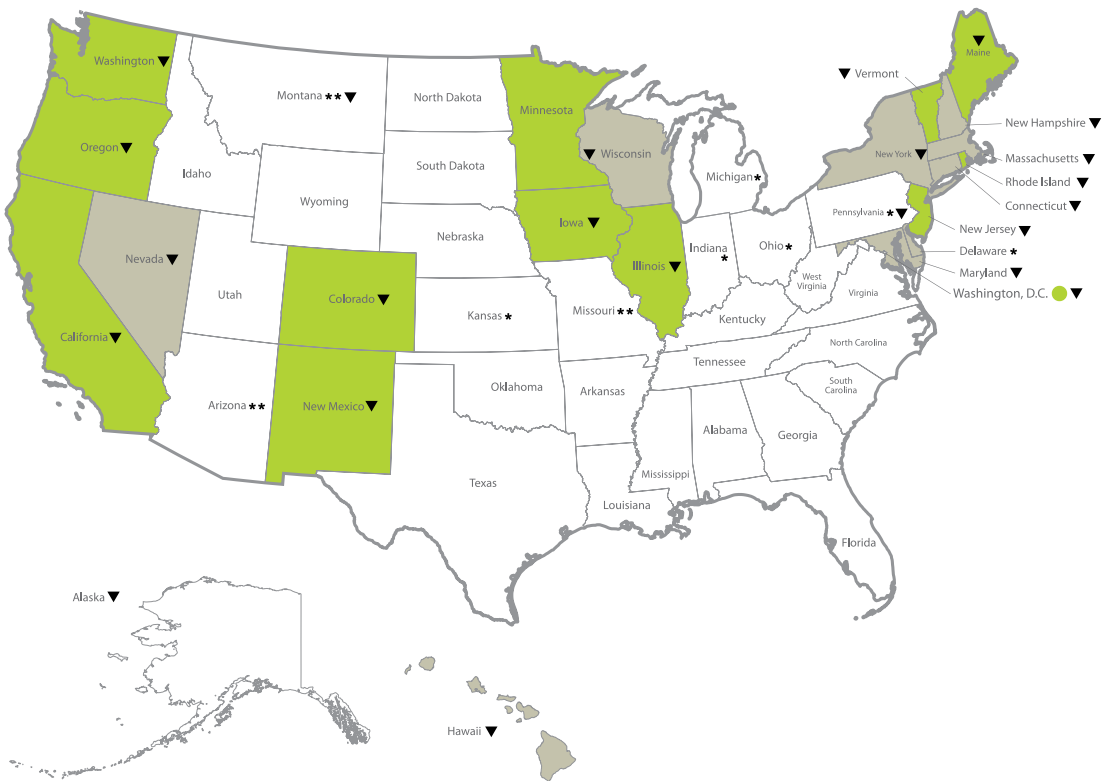 Washington ▼
Montana ** ▼
North Dakota
Minnesota
Maine
▼
▼ Vermont
New Hampshire ▼
Oregon ▼
Idaho
South Dakota
▼ Wisconsin
Michigan *
New York ▼
Massachusetts ▼
Rhode Island ▼
Connecticut ▼
Wyoming
Nebraska
Iowa ▼
Pennsylvania * ▼
New Jersey ▼
Nevada ▼
Illinois ▼
Indiana
*
Ohio *
Delaware *
Maryland ▼
Washington, D.C. ● ▼
Utah
Colorado ▼
Kansas *
Missouri **
West
Virginia
Virginia
California ▼
Kentucky
North Carolina
Tennessee
Arizona **
New Mexico ▼
Oklahoma
Arkansas
South
Carolina
Texas
Mississippi
Alabama
Georgia
Louisiana
Florida
Alaska ▼
Hawaii ▼